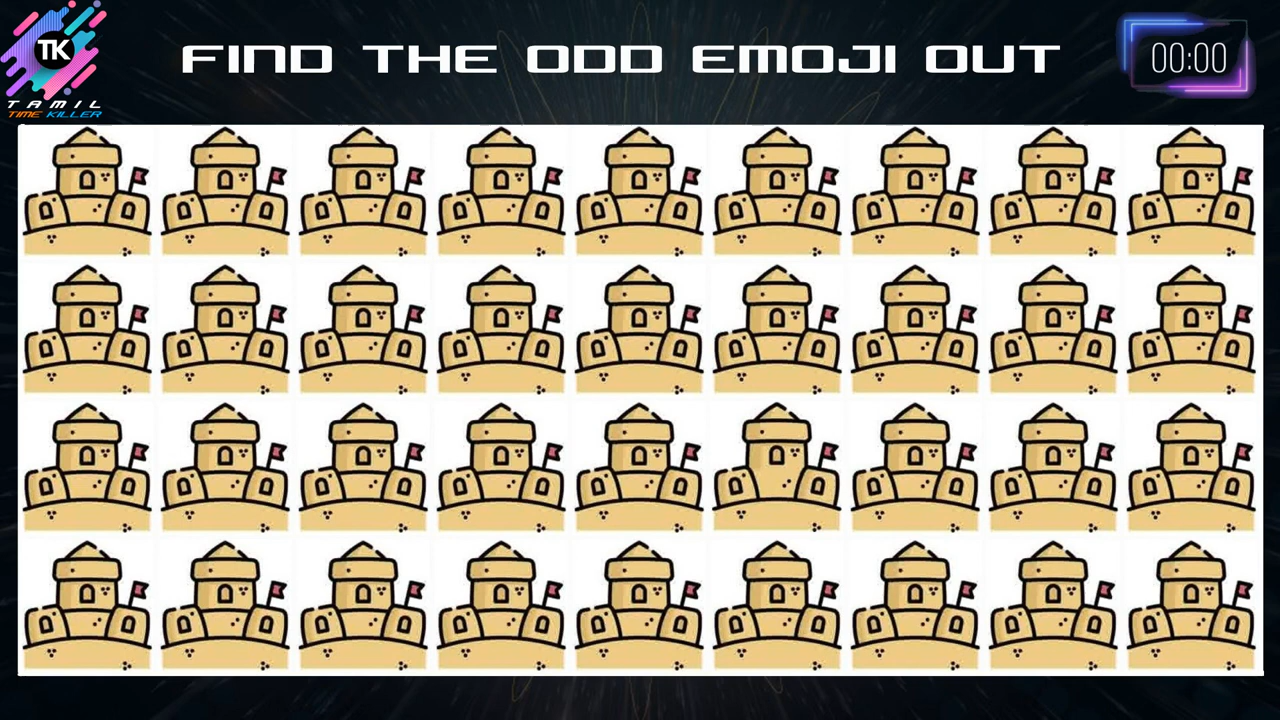 TK
TAMIL
TIME KILLER
FIND THE ODD EMOJI OUT
00:00